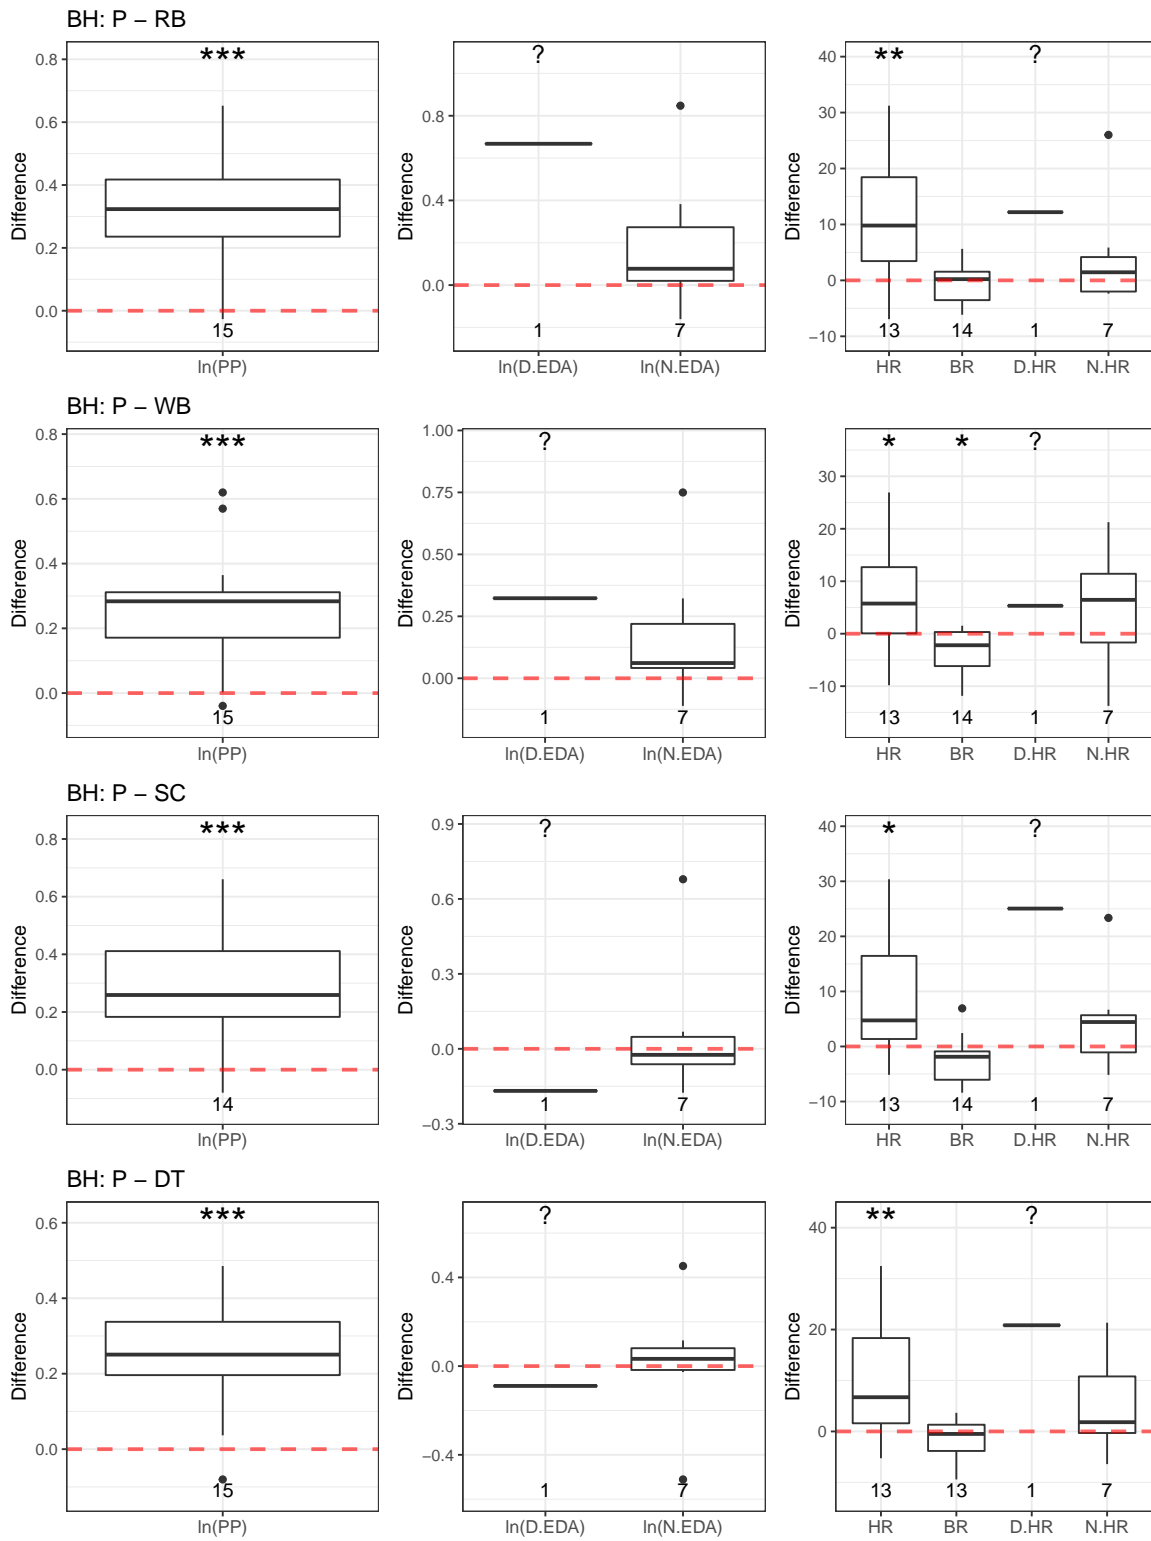 BH: P − RB
*** ? ** ?
Difference Difference Difference
0.8 0.6 0.4 0.2 0.0
0.8 0.4 0.0
40 30 20 10 0 −10
15 1 7 13 14 1 7
ln(PP) ln(D.EDA) ln(N.EDA) HR BR D.HR N.HR
BH: P − WB
*** ? * * ?
Difference Difference Difference
0.8 0.6 0.4 0.2 0.0
1.00 0.75 0.50 0.25 0.00
30 20 10 0 −10
15 1 7 13 14 1 7
ln(PP) ln(D.EDA) ln(N.EDA) HR BR D.HR N.HR
BH: P − SC
*** ? * ?
Difference Difference Difference
0.8 0.6 0.4 0.2 0.0
0.9 0.6 0.3 0.0 −0.3
40 30 20 10 0 −10
14 1 7 13 14 1 7
ln(PP) ln(D.EDA) ln(N.EDA) HR BR D.HR N.HR
BH: P − DT
*** ? ** ?
Difference Difference Difference
0.6 0.4 0.2 0.0
0.4 0.0 −0.4
40 20 0
15 1 7 13 13 1 7
ln(PP) ln(D.EDA) ln(N.EDA) HR BR D.HR N.HR